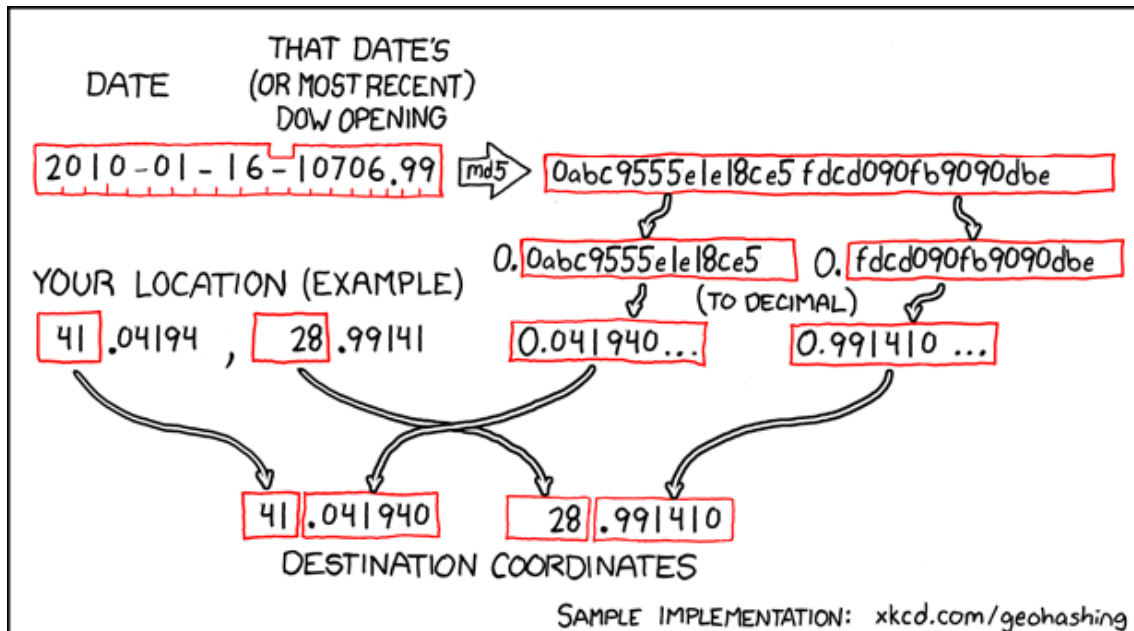 DATE
THAT DATE'S
(OR MOST RECENT)
DOW OPENING
2010-01-16-10706.99
md5
0abc9555e1e18ce5fdcd090fb9090dbe
0. 0abc9555e1e18ce5
0. fdcd090fb9090dbe
YOUR LOCATION (EXAMPLE)
(TO DECIMAL)
41.04194, 28.99141
0.041940...
0.991410 ...
41.041940
28.991410
DESTINATION COORDINATES
SAMPLE IMPLEMENTATION: xkcd.com/geohashing